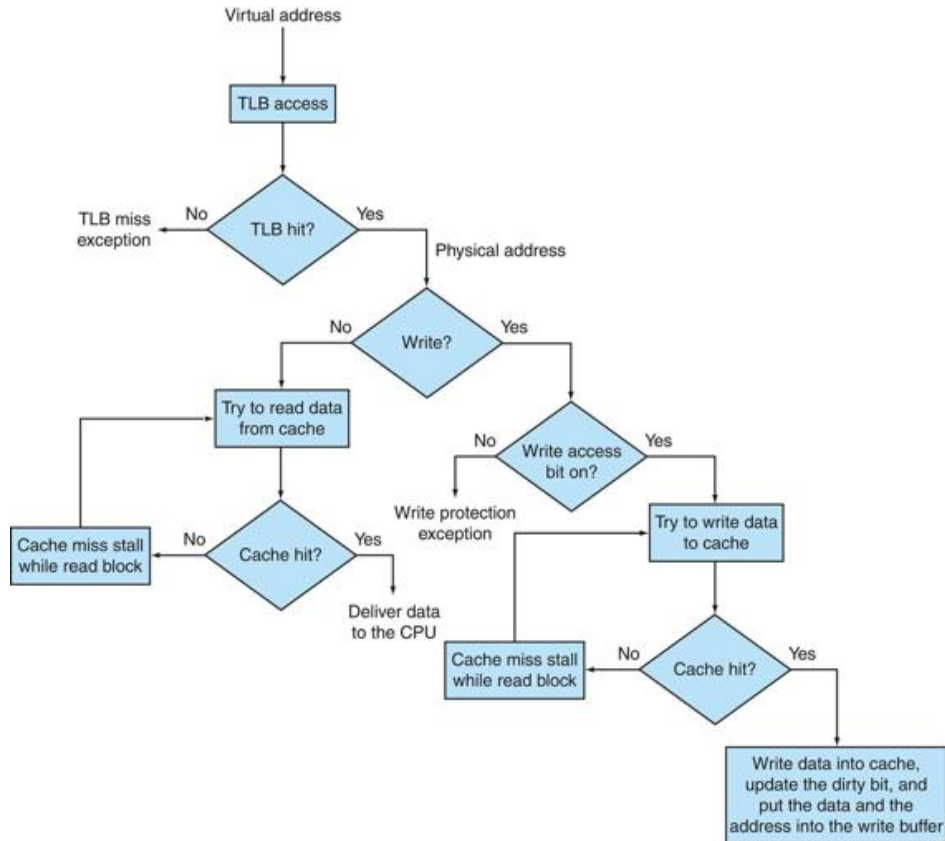 Virtual address
TLB access
TLB hit?
No
Yes
TLB miss
exception
Physical address
Write?
No
Yes
Try to read data
from cache
Write access
bit on?
No
Yes
Write protection
exception
Try to write data
to cache
Cache hit?
No
Yes
Cache miss stall
while read block
Deliver data
to the CPU
Cache hit?
No
Yes
Cache miss stall
while read block
Write data into cache,
update the dirty bit, and
put the data and the
address into the write buffer